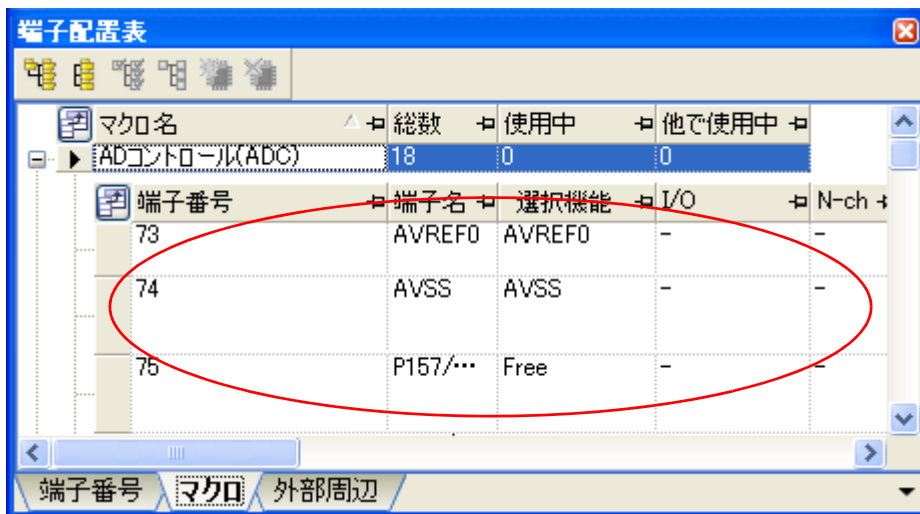 端子配置表
マクロ名 総数 使用中 他で使用中
ADコントロール(ADC) 18 0 0
端子番号 端子名 選択機能 I/O N-ch
73 AVREF0 AVREF0 - -
74 AVSS AVSS - -
75 P157/… Free - -
端子番号 マクロ 外部周辺